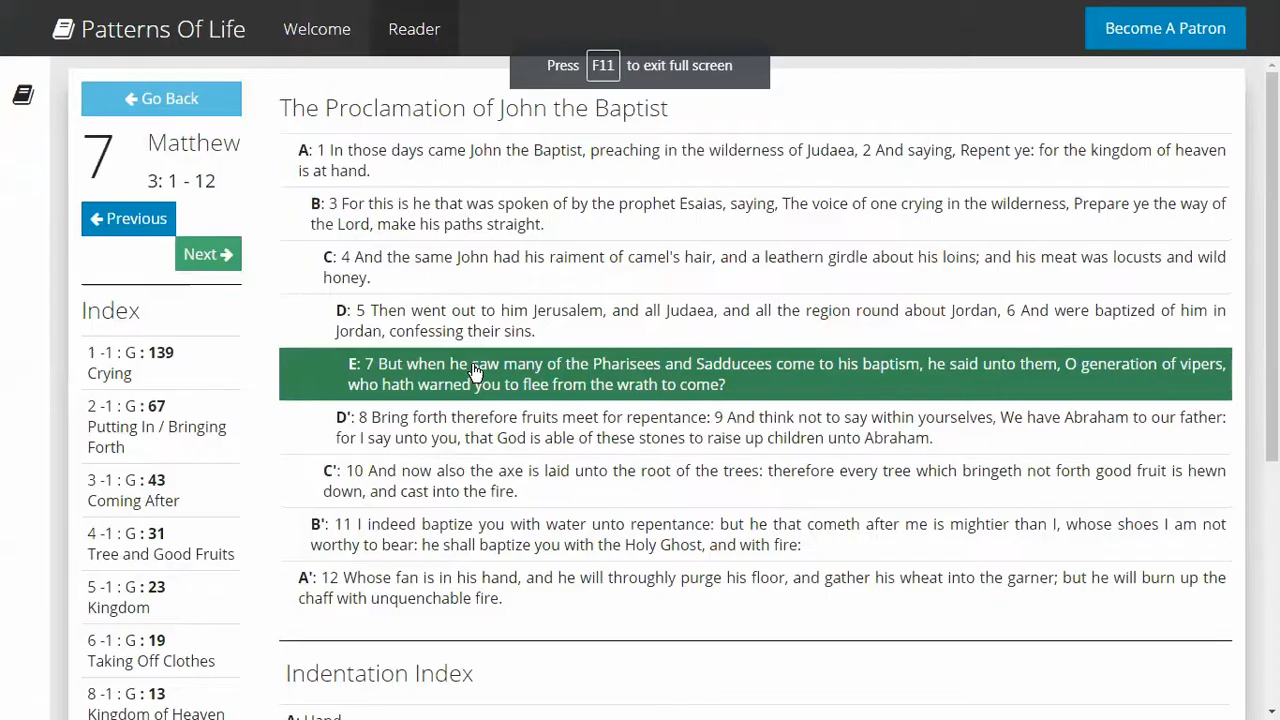 Patterns Of Life
Welcome
Reader
Become A Patron
Press F11 to exit full screen
Go Back
7
Matthew
3: 1 - 12
Previous
Next
Index
1 -1 : G : 139
Crying
2 -1 : G : 67
Putting In / Bringing
Forth
3 -1 : G : 43
Coming After
4 -1 : G : 31
Tree and Good Fruits
5 -1 : G : 23
Kingdom
6 -1 : G : 19
Taking Off Clothes
8 -1 : G : 13
Kingdom of Heaven
The Proclamation of John the Baptist
A: 1 In those days came John the Baptist, preaching in the wilderness of Judaea, 2 And saying, Repent ye: for the kingdom of heaven
is at hand.
B: 3 For this is he that was spoken of by the prophet Esaias, saying, The voice of one crying in the wilderness, Prepare ye the way of
the Lord, make his paths straight.
C: 4 And the same John had his raiment of camel's hair, and a leathern girdle about his loins; and his meat was locusts and wild
honey.
D: 5 Then went out to him Jerusalem, and all Judaea, and all the region round about Jordan, 6 And were baptized of him in
Jordan, confessing their sins.
E: 7 But when he saw many of the Pharisees and Sadducees come to his baptism, he said unto them, O generation of vipers,
who hath warned you to flee from the wrath to come?
D': 8 Bring forth therefore fruits meet for repentance: 9 And think not to say within yourselves, We have Abraham to our father:
for I say unto you, that God is able of these stones to raise up children unto Abraham.
C': 10 And now also the axe is laid unto the root of the trees: therefore every tree which bringeth not forth good fruit is hewn
down, and cast into the fire.
B': 11 I indeed baptize you with water unto repentance: but he that cometh after me is mightier than I, whose shoes I am not
worthy to bear: he shall baptize you with the Holy Ghost, and with fire:
A': 12 Whose fan is in his hand, and he will throughly purge his floor, and gather his wheat into the garner; but he will burn up the
chaff with unquenchable fire.
Indentation Index
A: Hand